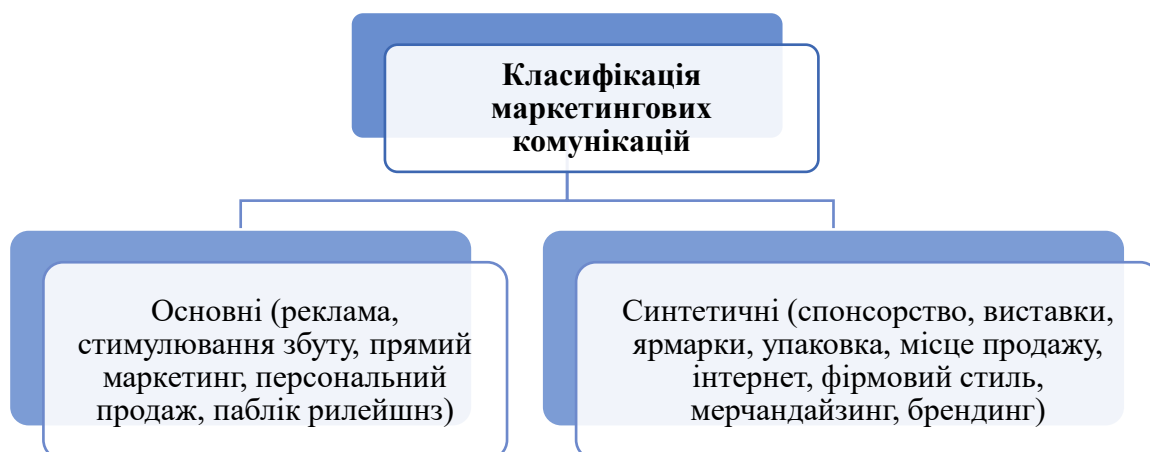 Класифікація
маркетингових
комунікацій
Основні (реклама,
стимулювання збуту, прямий
маркетинг, персональний
продаж, паблік рилейшнз)
Синтетичні (спонсорство, виставки,
ярмарки, упаковка, місце продажу,
інтернет, фірмовий стиль,
мерчандайзинг, брендинг)